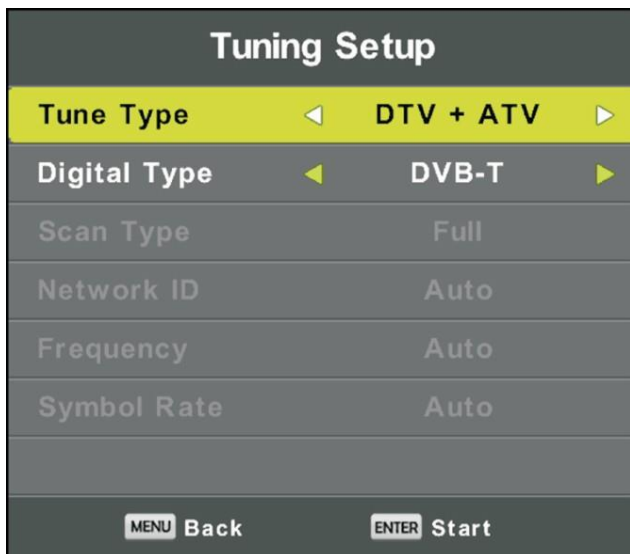 Tuning Setup
Tune Type DTV + ATV
Digital Type DVB-T
Scan Type Full
Network ID Auto
Frequency Auto
Symbol Rate Auto
MENU Back ENTER Start